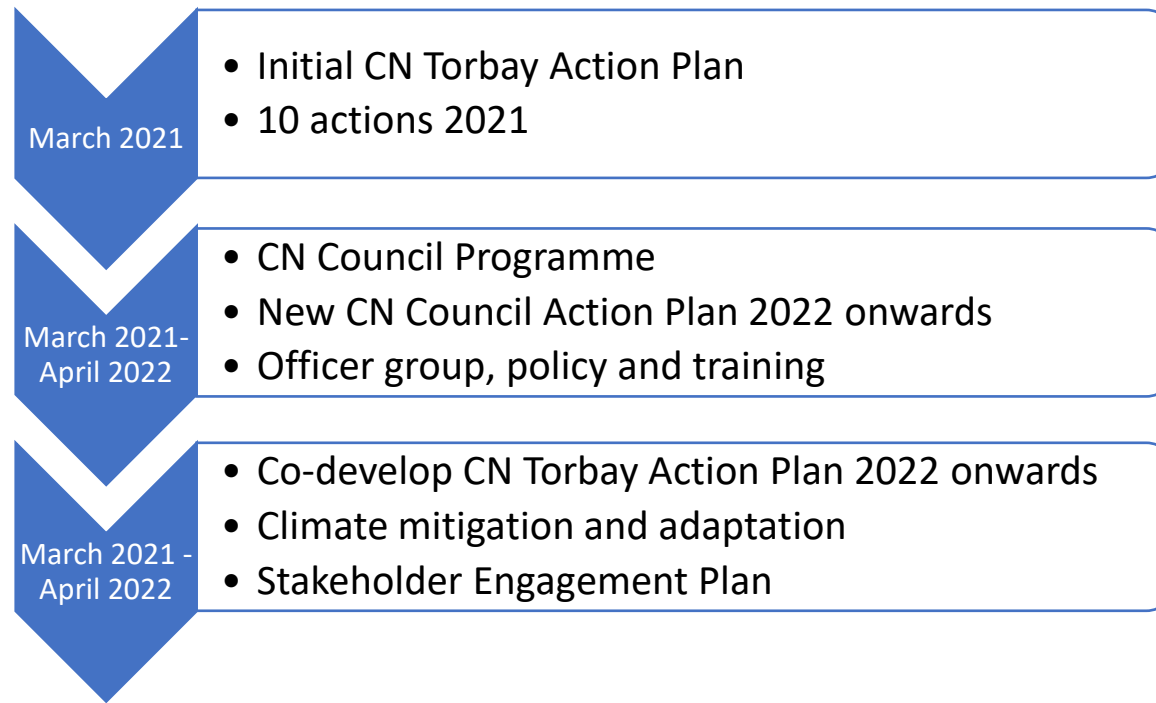 March 2021
• Initial CN Torbay Action Plan
• 10 actions 2021
March 2021-
April 2022
• CN Council Programme
• New CN Council Action Plan 2022 onwards
• Officer group, policy and training
March 2021 -
April 2022
• Co-develop CN Torbay Action Plan 2022 onwards
• Climate mitigation and adaptation
• Stakeholder Engagement Plan